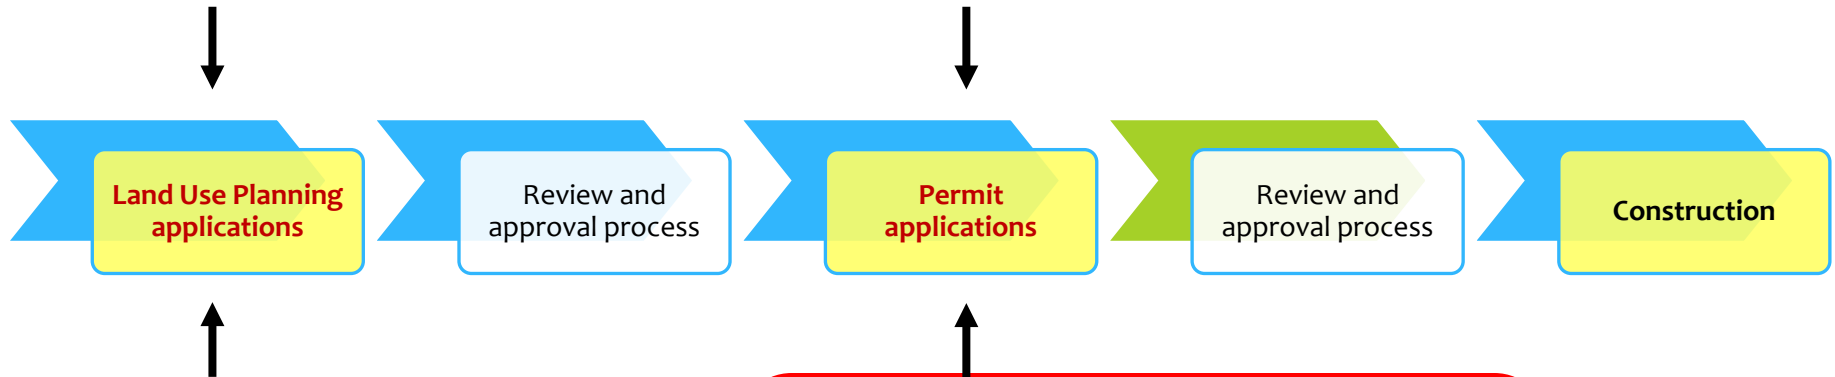 Land Use Planning
applications
Review and
approval process
Permit
applications
Review and
approval process
Construction